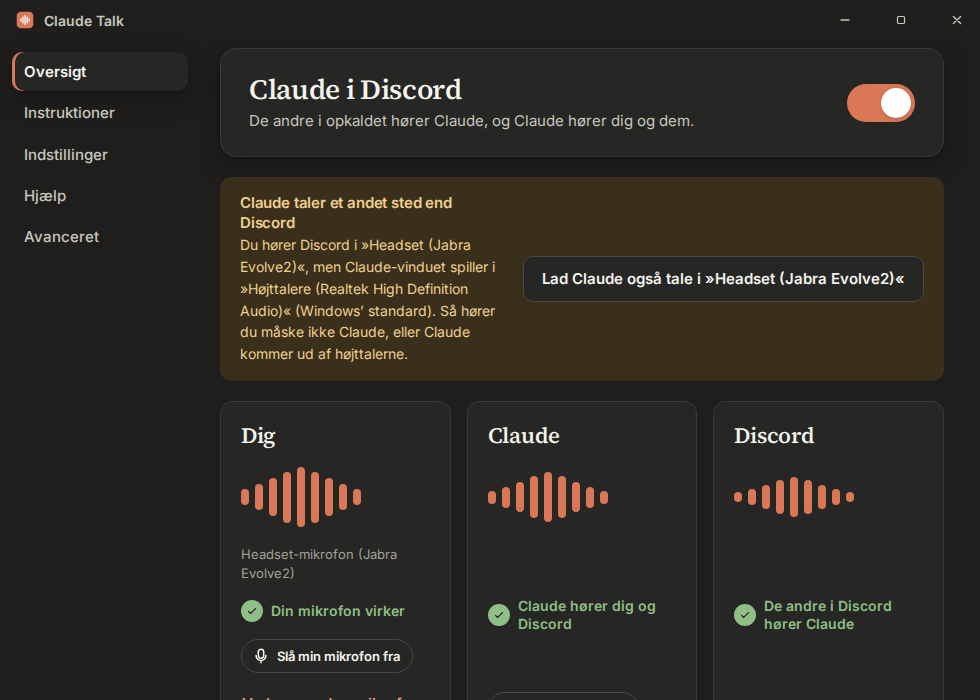 Claude Talk
Oversigt
Instruktioner
Indstillinger
Hjælp
Avanceret
Claude i Discord
De andre i opkaldet hører Claude, og Claude hører dig og dem.
Claude taler et andet sted end
Discord
Du hører Discord i »Headset (Jabra
Evolve2)«, men Claude-vinduet spiller i
»Højttalere (Realtek High Definition
Audio)« (Windows’ standard). Så hører
du måske ikke Claude, eller Claude
kommer ud af højttalerne.
Lad Claude også tale i »Headset (Jabra Evolve2)«
Dig
Headset-mikrofon (Jabra
Evolve2)
Din mikrofon virker
Slå min mikrofon fra
Claude
Claude hører dig og
Discord
Discord
De andre i Discord
hører Claude